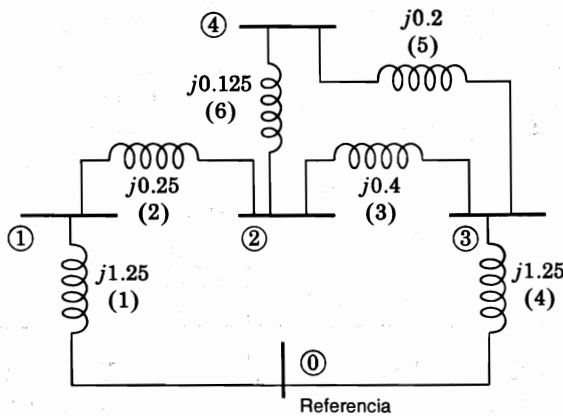 ④
j0.2
(5)
j0.125
(6)
j0.25
(2)
j0.4
(3)
①
②
③
j1.25
(1)
j1.25
(4)
⓪
Referencia